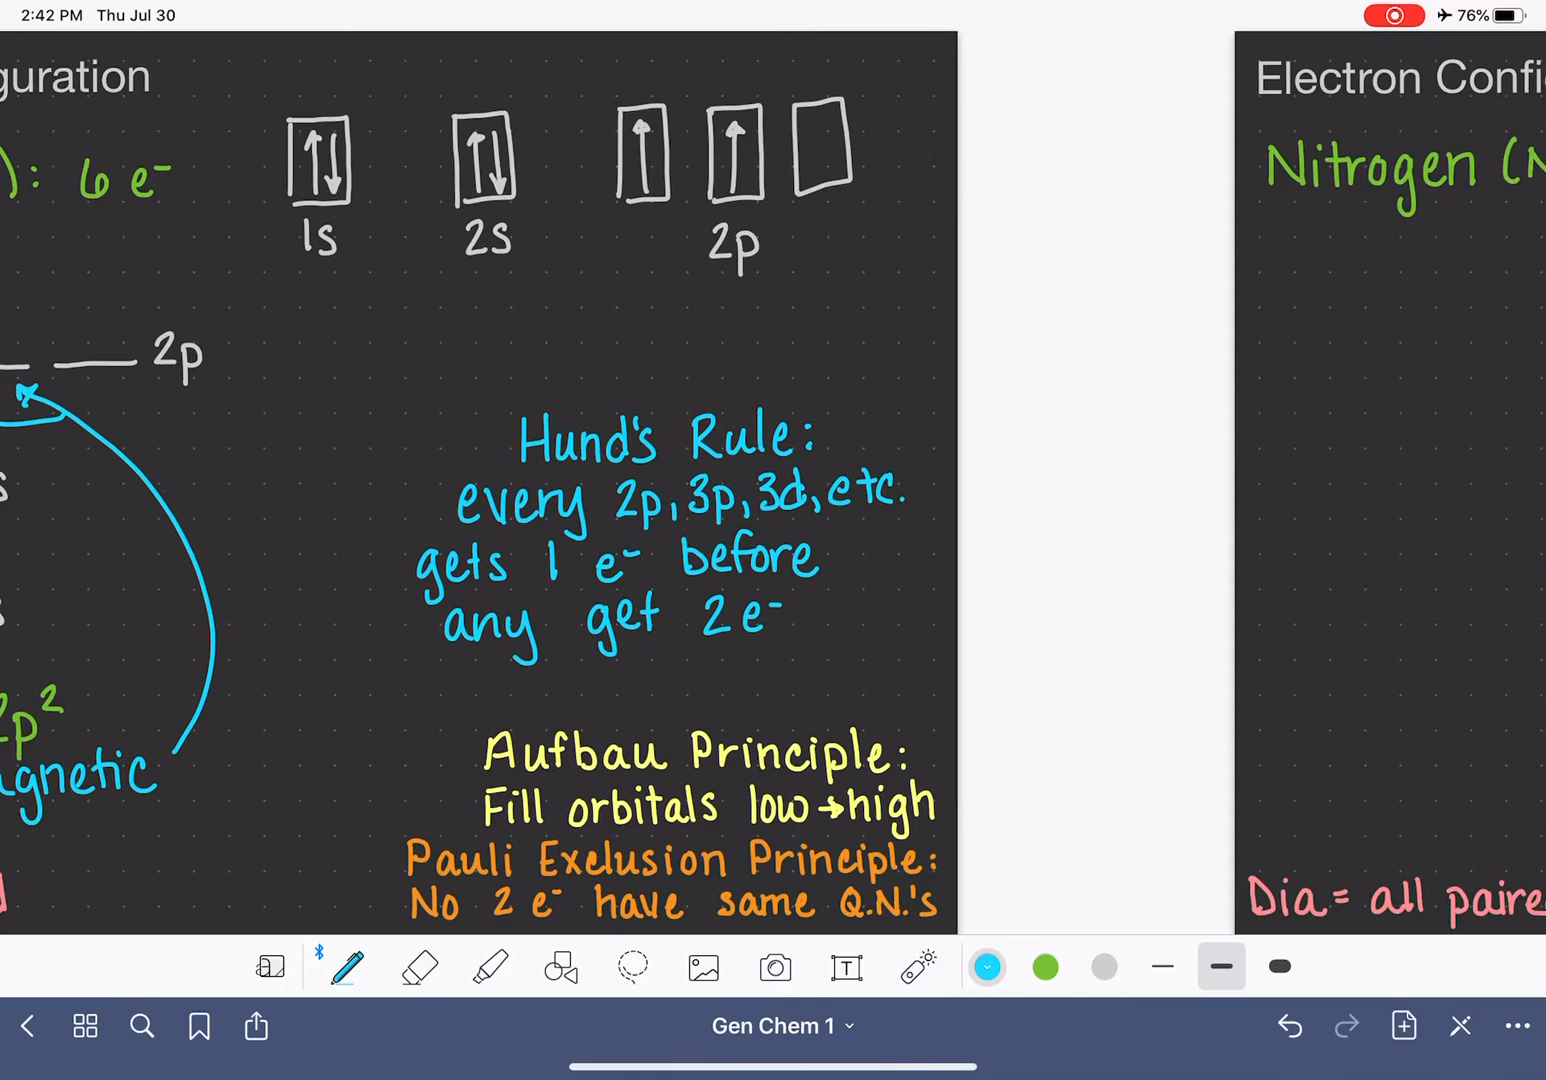 2:42 PM Thu Jul 30
76%
guration
Electron Confi
): 6 e⁻
1s
2s
2p
Nitrogen (N
2p
Hund's Rule:
every 2p, 3p, 3d, etc.
gets 1 e⁻ before
any get 2 e⁻
s
2p²
agnetic
Aufbau Principle:
Fill orbitals low → high
Pauli Exclusion Principle:
No 2 e⁻ have same Q.N.'s
Dia = all paire
T
Gen Chem 1